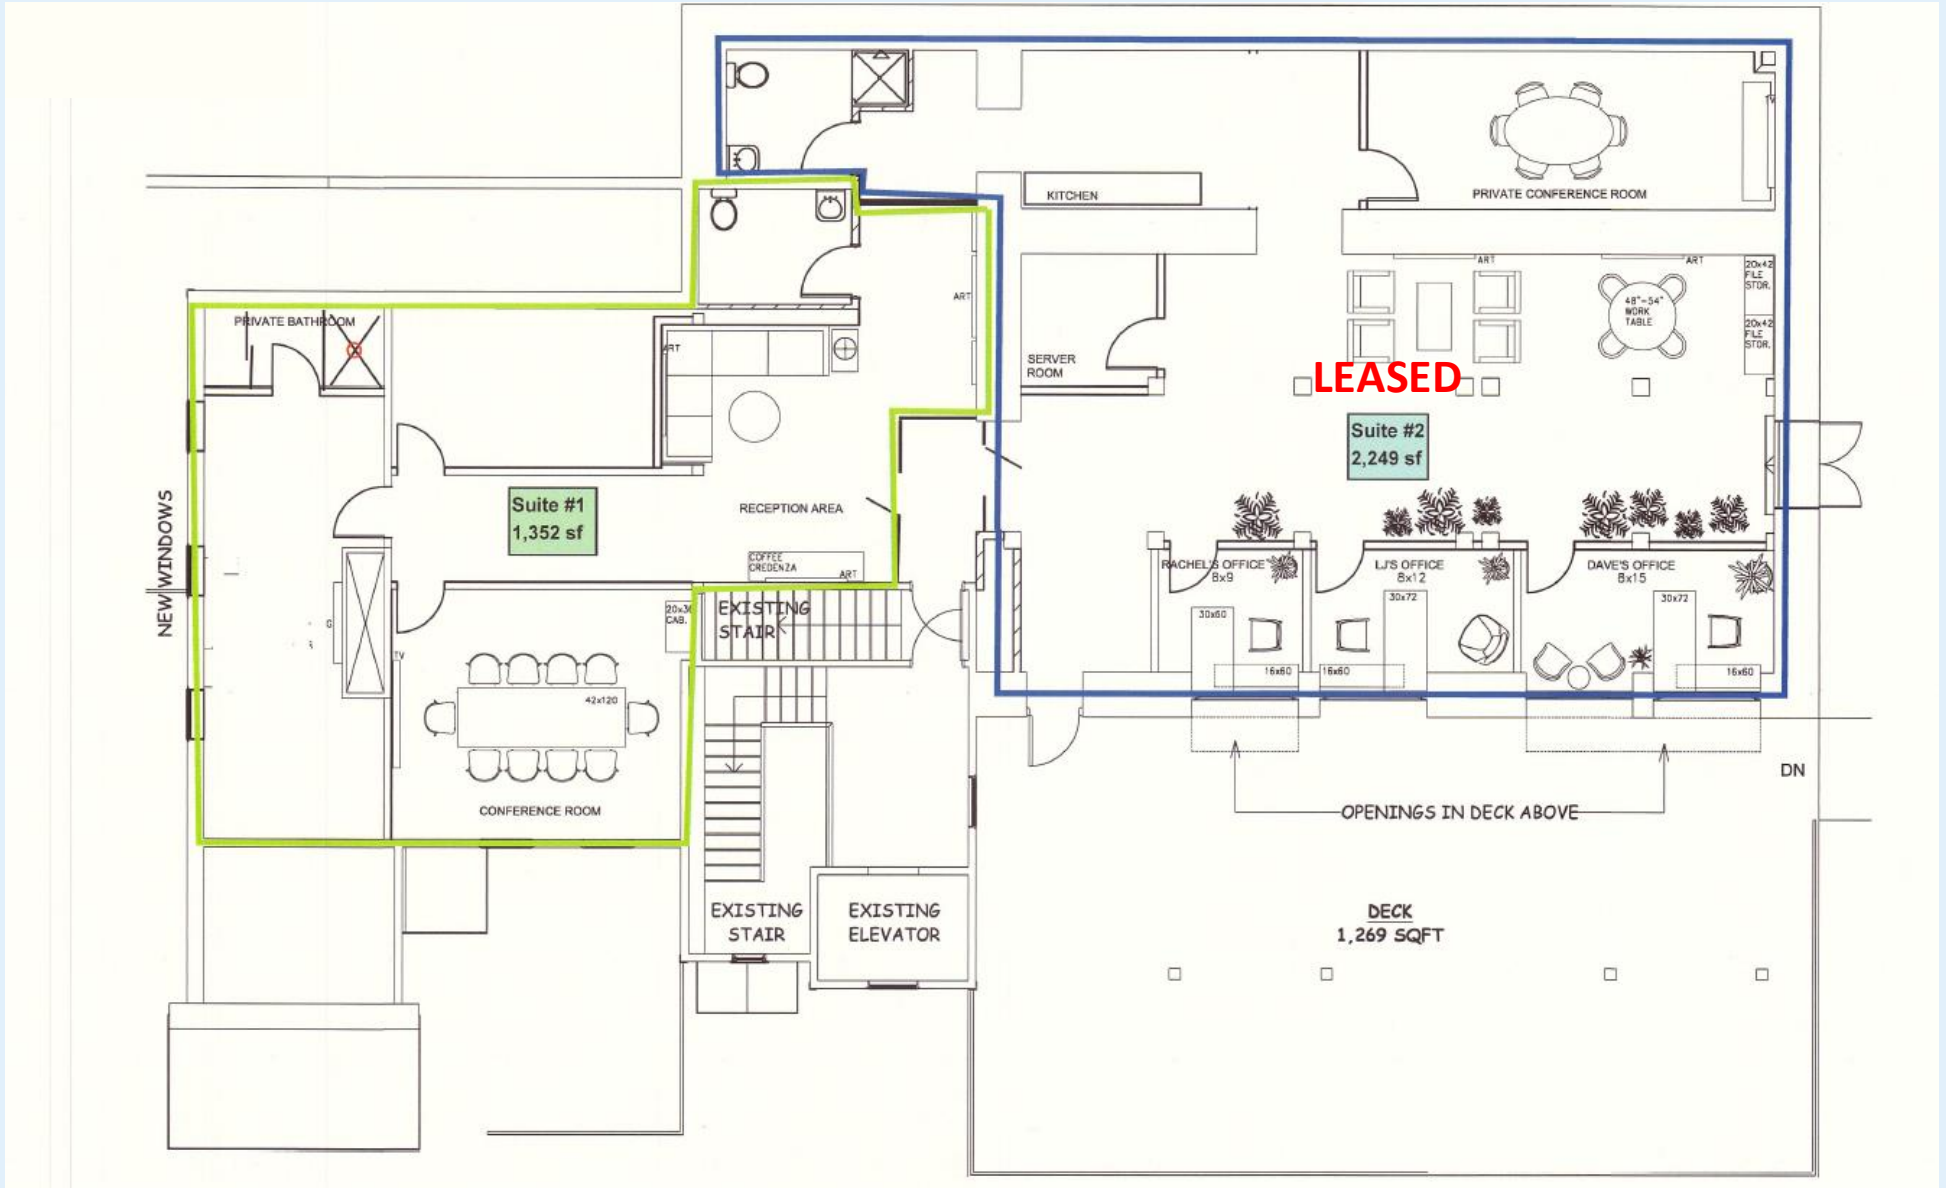 KITCHEN
PRIVATE CONFERENCE ROOM
ART
ART
20x42
FILE
STOR.
ART
48"-54"
WORK
TABLE
PRIVATE BATHROOM
20x42
FILE
STOR.
ART
SERVER
ROOM
LEASED
Suite #2
2,249 sf
NEW WINDOWS
Suite #1
1,352 sf
RECEPTION AREA
COFFEE
CREDENZA
ART
RACHEL'S OFFICE
8x9
LJ'S OFFICE
8x12
DAVE'S OFFICE
8x15
20x36
CAB.
EXISTING
STAIR
30x60
30x72
30x72
TV
16x60
16x60
16x60
42x120
CONFERENCE ROOM
DN
OPENINGS IN DECK ABOVE
EXISTING
STAIR
EXISTING
ELEVATOR
DECK
1,269 SQFT